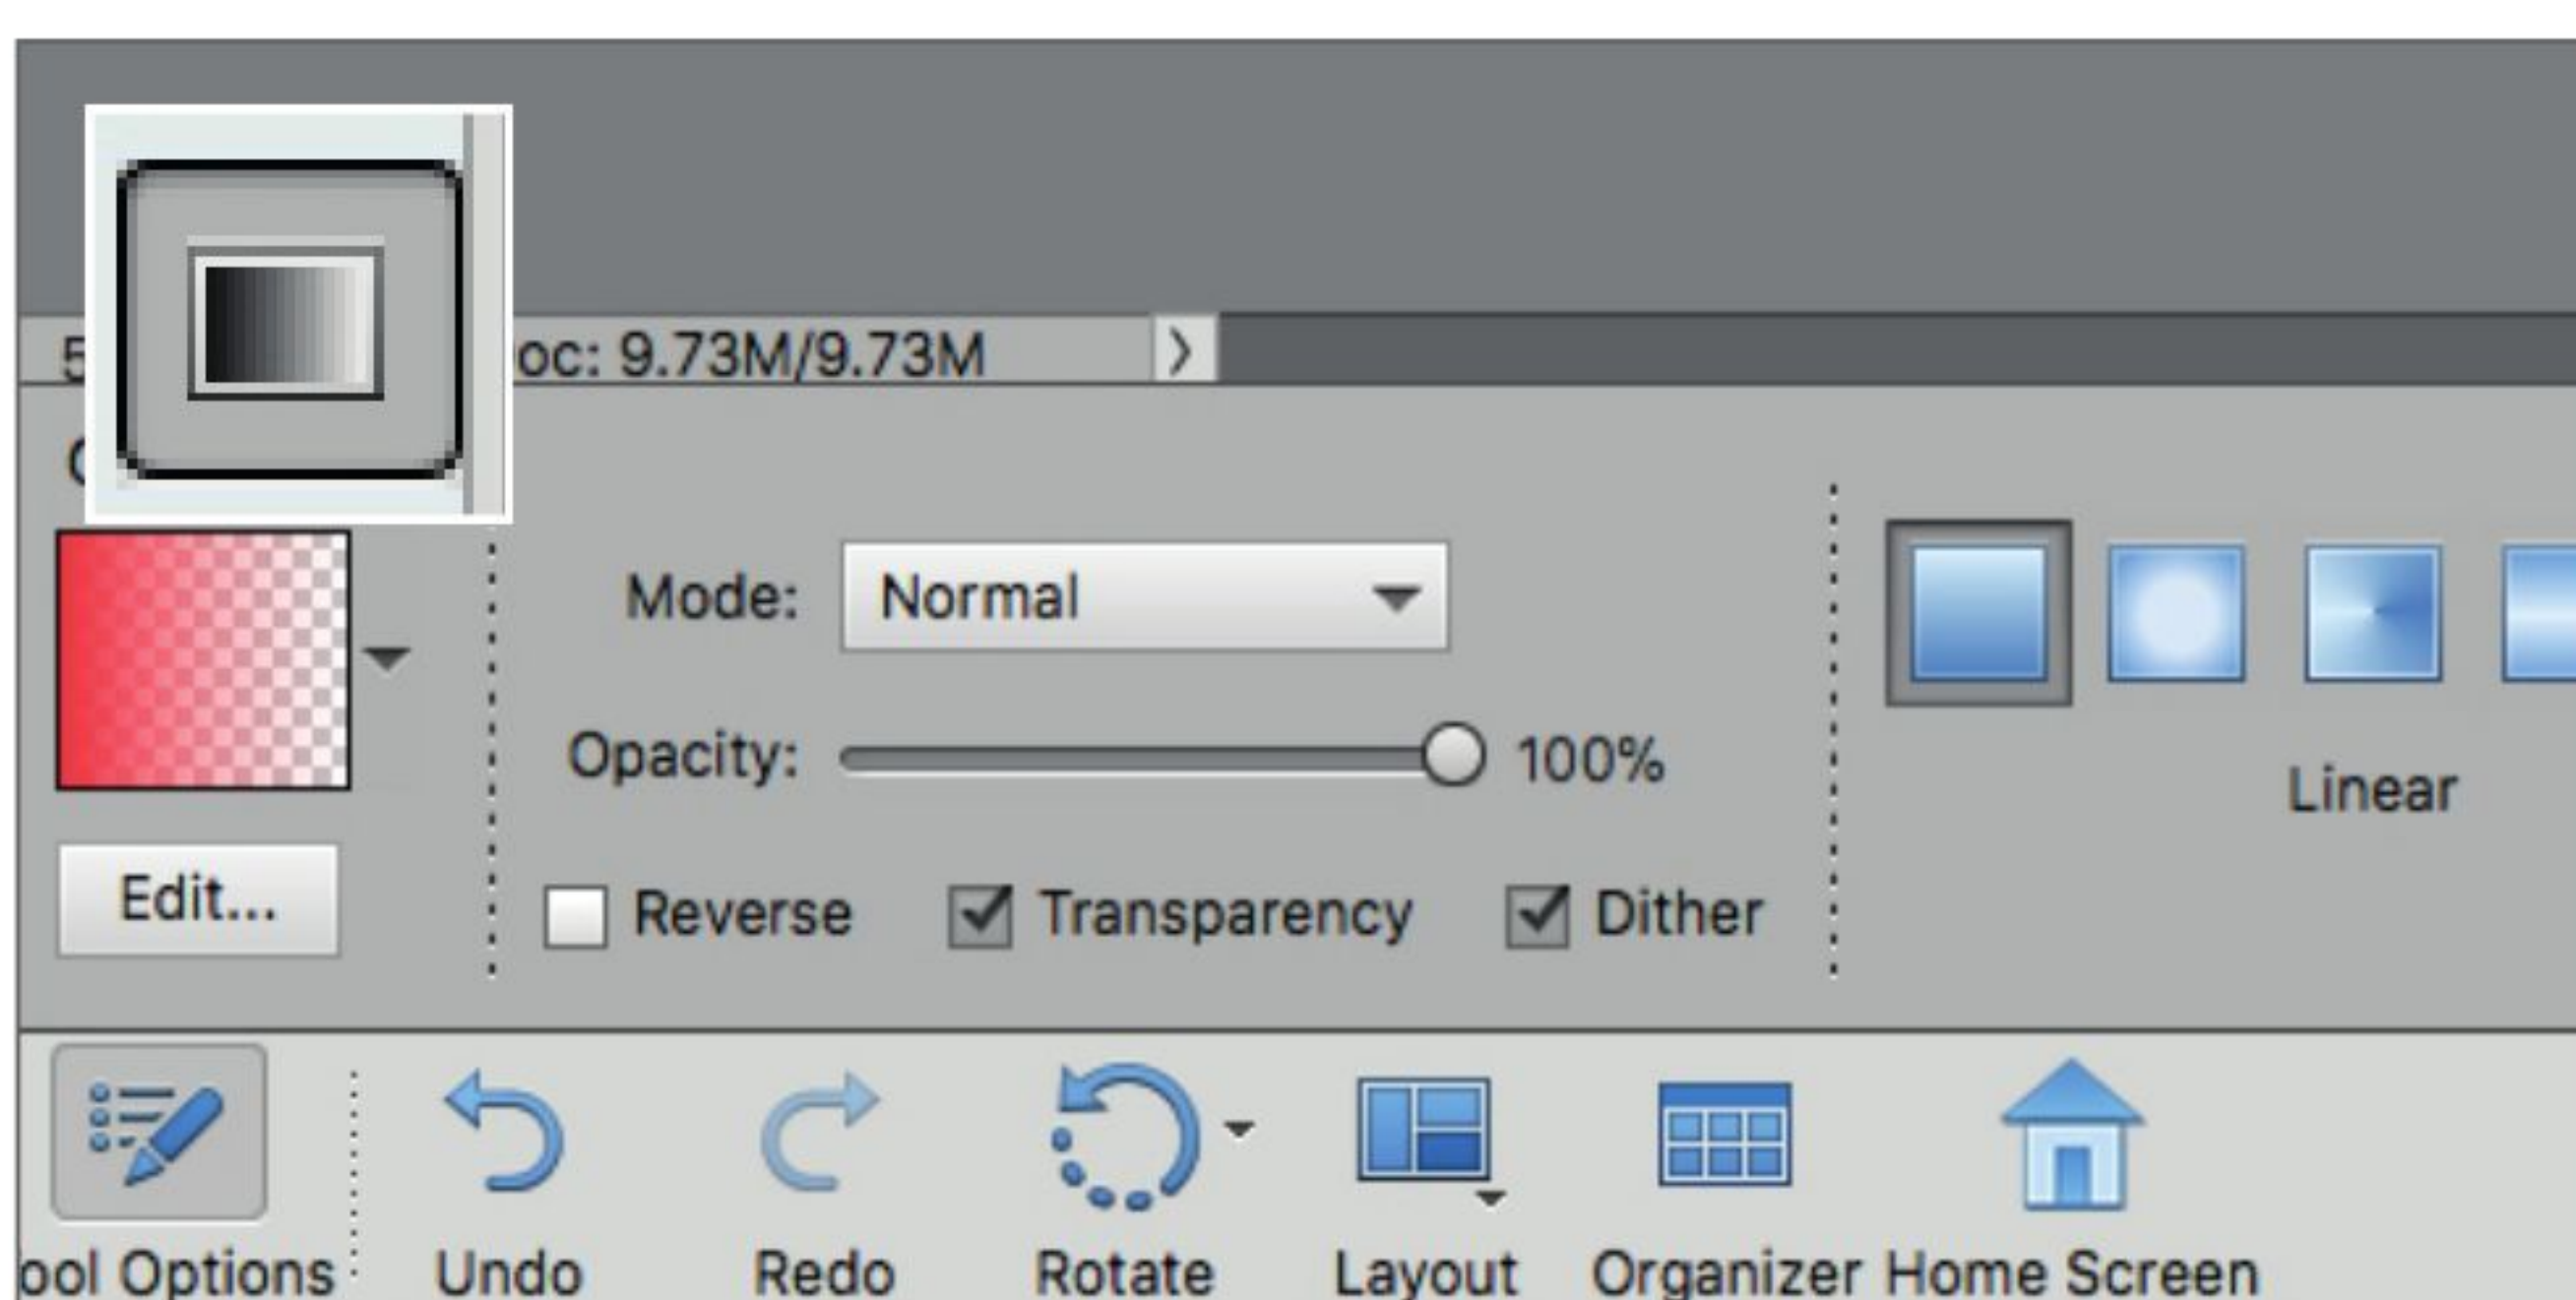 oc: 9.73M/9.73M
Mode: Normal
Opacity: 100%
Linear
Edit...
Reverse Transparency Dither
ool Options Undo Redo Rotate Layout Organizer Home Screen